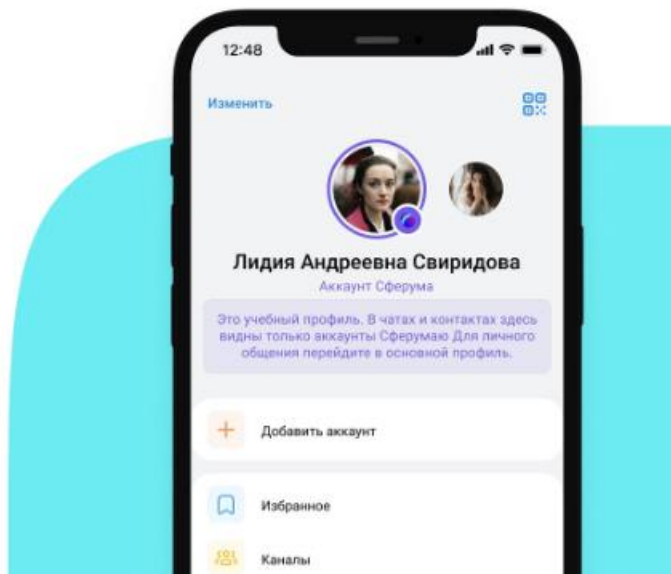 12:48
Изменить
Лидия Андреевна Свиридова
Аккаунт Сферума
Это учебный профиль. В чатах и контактах здесь
видны только аккаунты Сферумаю Для личного
общения перейдите в основной профиль.
Добавить аккаунт
Избранное
Каналы